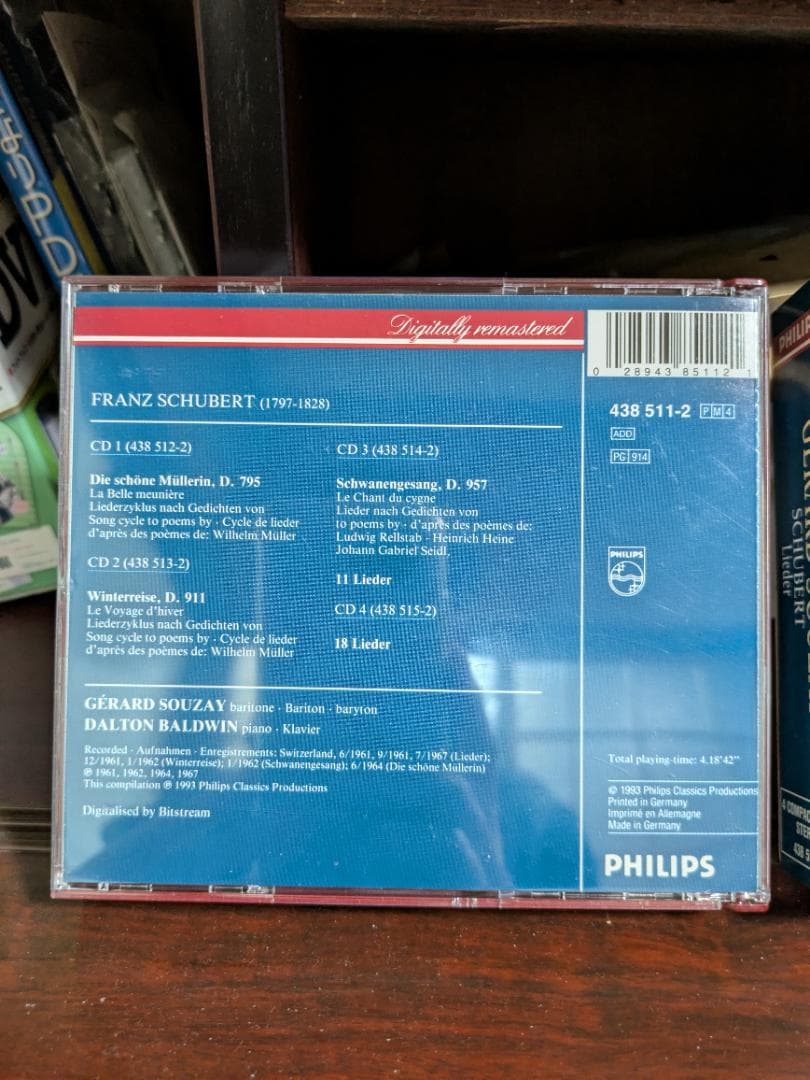 Digitally remastered
0 28943 85112 1
FRANZ SCHUBERT (1797-1828)
438 511-2 PM4
ADD
PG 914
CD 1 (438 512-2)
Die schöne Müllerin, D. 795
La Belle meunière
Liederzyklus nach Gedichten von
Song cycle to poems by · Cycle de lieder
d'après des poèmes de: Wilhelm Müller
CD 2 (438 513-2)
Winterreise, D. 911
Le Voyage d'hiver
Liederzyklus nach Gedichten von
Song cycle to poems by · Cycle de lieder
d'après des poèmes de: Wilhelm Müller
CD 3 (438 514-2)
Schwanengesang, D. 957
Le Chant du cygne
Lieder nach Gedichten von
to poems by · d'après des poèmes de:
Ludwig Rellstab · Heinrich Heine
Johann Gabriel Seidl.
11 Lieder
CD 4 (438 515-2)
18 Lieder
PHILIPS
GÉRARD SOUZAY baritone · Bariton · baryton
DALTON BALDWIN piano · Klavier
Recorded · Aufnahmen · Enregistrements: Switzerland, 6/1961, 9/1961, 7/1967 (Lieder);
12/1961, 1/1962 (Winterreise); 1/1962 (Schwanengesang); 6/1964 (Die schöne Müllerin)
℗ 1961, 1962, 1964, 1967
This compilation ℗ 1993 Philips Classics Productions
Digitalised by Bitstream
Total playing-time: 4.18'42"
© 1993 Philips Classics Productions
Printed in Germany
Imprimé en Allemagne
Made in Germany
PHILIPS
SCHUBERT
Lieder